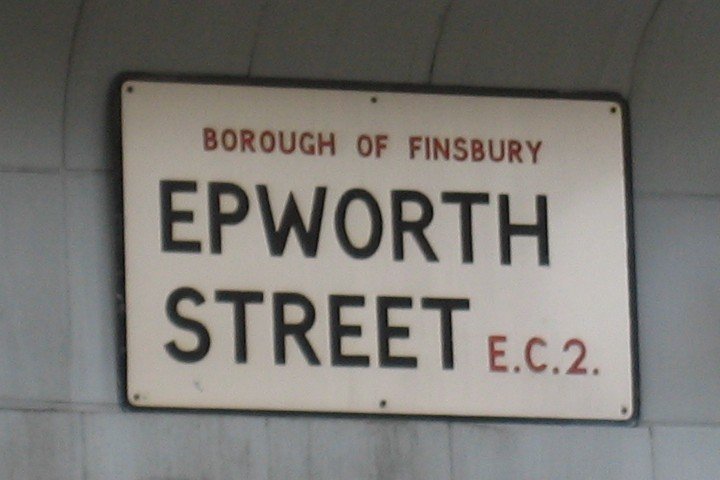 BOROUGH OF FINSBURY
EPWORTH
STREET E.C.2.